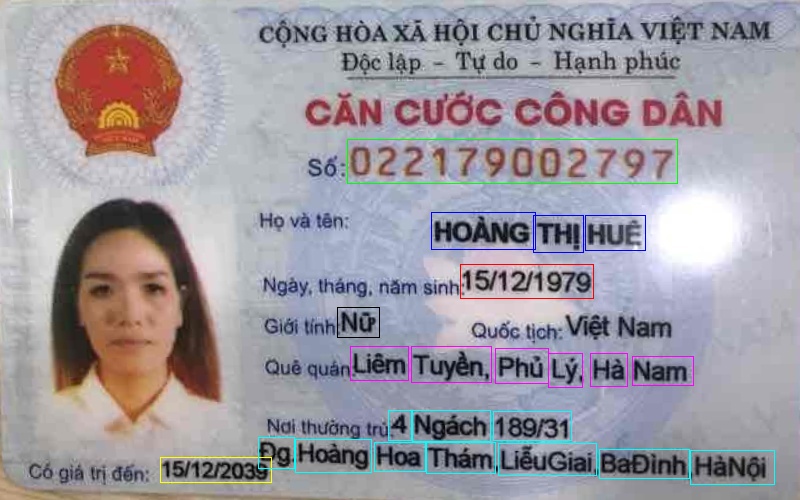 CỘNG HÒA XÃ HỘI CHỦ NGHĨA VIỆT NAM
Độc lập - Tự do - Hạnh phúc
CĂN CƯỚC CÔNG DÂN
Số: 022179002797
Họ và tên: HOÀNG THỊ HUÊ
Ngày, tháng, năm sinh: 15/12/1979
Giới tính: Nữ Quốc tịch: Việt Nam
Quê quán: Liêm Tuyền, Phủ Lý, Hà Nam
Nơi thường trú: 4 Ngách 189/31
Đg Hoàng Hoa Thám, LiễuGiai, BaĐình, HàNội
Có giá trị đến: 15/12/2039